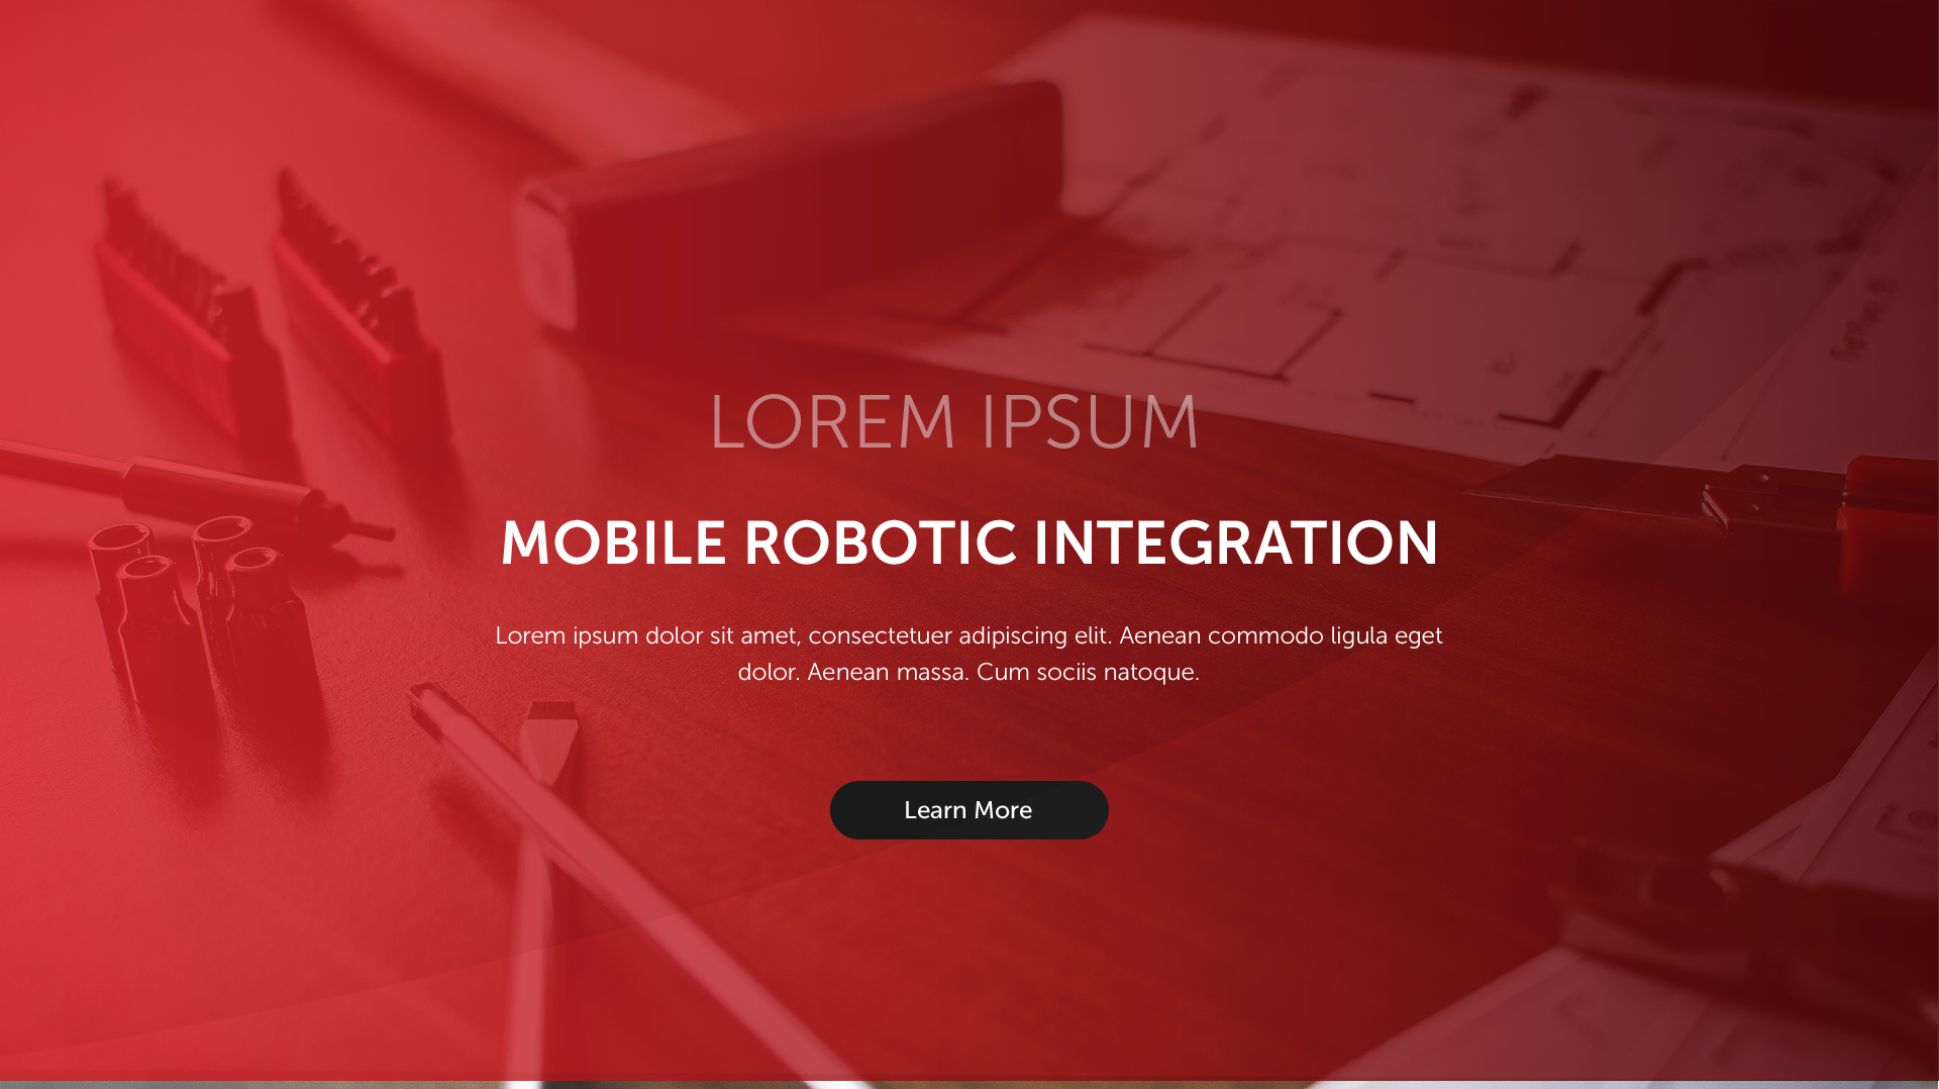 LOREM IPSUM
MOBILE ROBOTIC INTEGRATION
Lorem ipsum dolor sit amet, consectetuer adipiscing elit. Aenean commodo ligula eget
dolor. Aenean massa. Cum sociis natoque.
Learn More